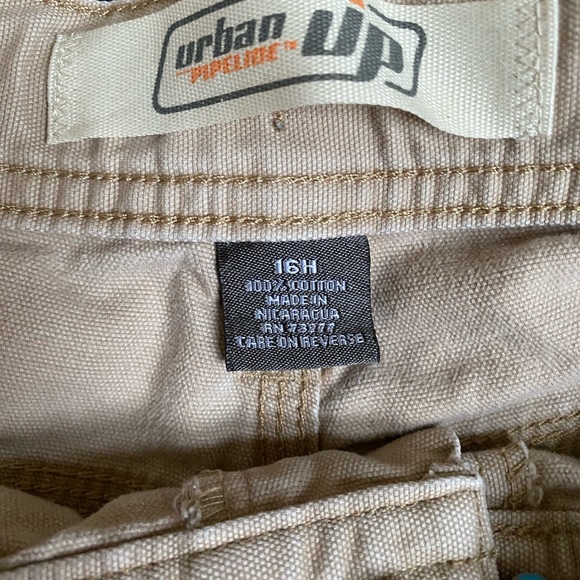 urban UP
PIPELINE™
16H
100% COTTON
MADE IN
NICARAGUA
RN 73277
CARE ON REVERSE